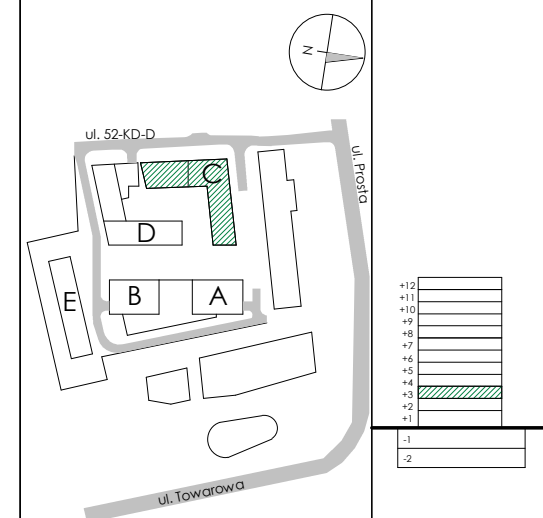 N
ul. 52-KD-D
ul. Prosta
C
D
E
B
A
ul. Towarowa
+12
+11
+10
+9
+8
+7
+6
+5
+4
+3
+2
+1
-1
-2